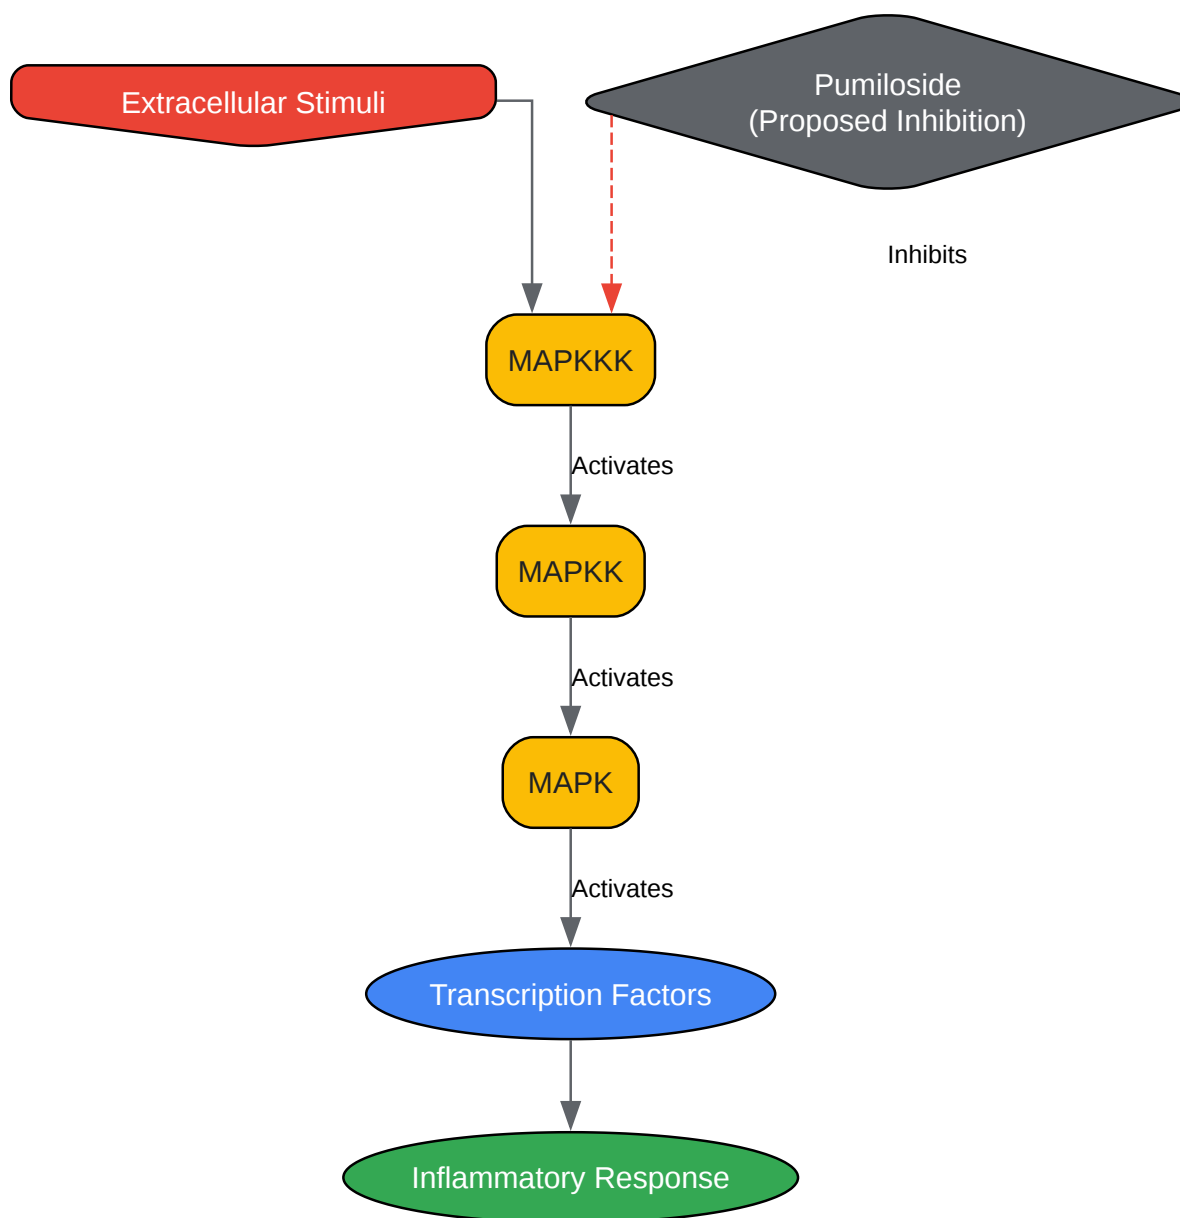 Extracellular Stimuli
Pumiloside
(Proposed Inhibition)
Inhibits
MAPKKK
Activates
MAPKK
Activates
MAPK
Activates
Transcription Factors
Inflammatory Response